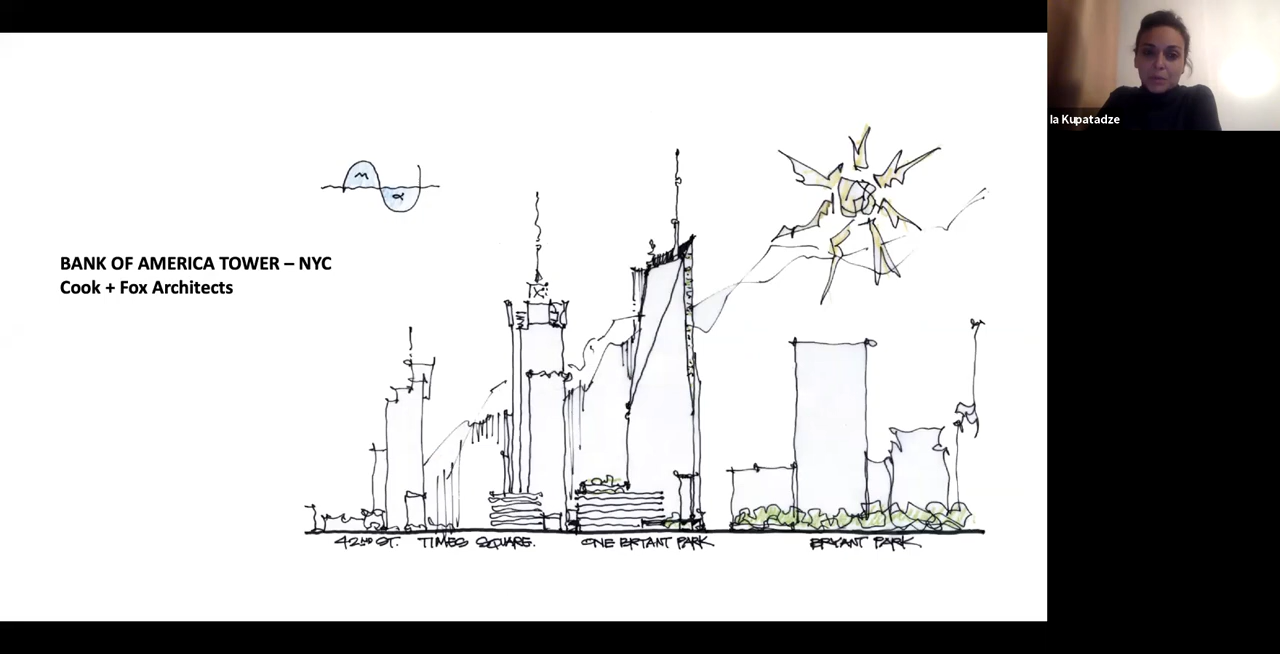 BANK OF AMERICA TOWER – NYC
Cook + Fox Architects
42ND ST.
TIMES SQUARE.
ONE BRYANT PARK
BRYANT PARK
Ia Kupatadze